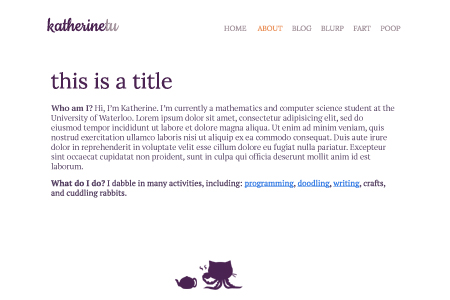 katherinetu
HOME ABOUT BLOG BLURP FART POOP
this is a title
Who am I? Hi, I'm Katherine. I'm currently a mathematics and computer science student at the
University of Waterloo. Lorem ipsum dolor sit amet, consectetur adipisicing elit, sed do
eiusmod tempor incididunt ut labore et dolore magna aliqua. Ut enim ad minim veniam, quis
nostrud exercitation ullamco laboris nisi ut aliquip ex ea commodo consequat. Duis aute irure
dolor in reprehenderit in voluptate velit esse cillum dolore eu fugiat nulla pariatur. Excepteur
sint occaecat cupidatat non proident, sunt in culpa qui officia deserunt mollit anim id est
laborum.
What do I do? I dabble in many activities, including: programming, doodling, writing, crafts,
and cuddling rabbits.